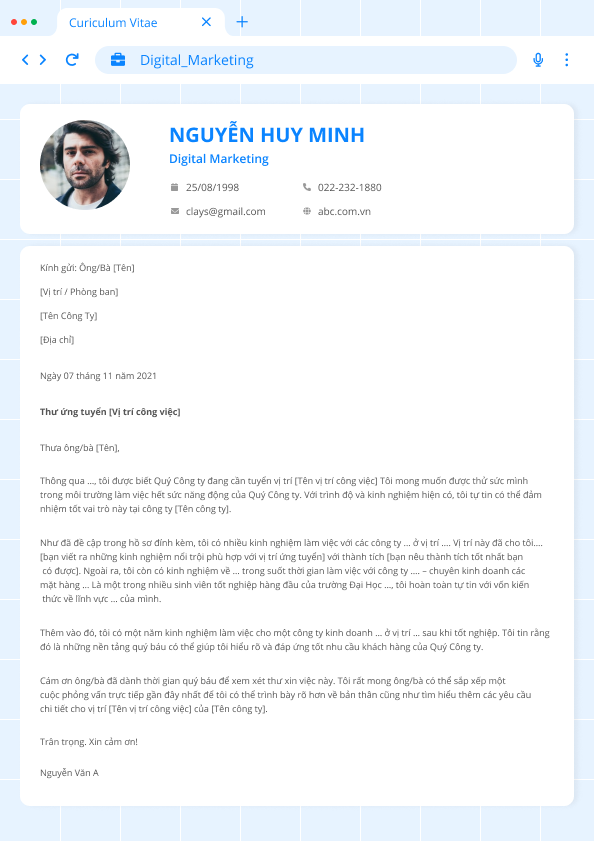 Curiculum Vitae
Digital_Marketing
NGUYỄN HUY MINH
Digital Marketing
25/08/1998
022-232-1880
clays@gmail.com
abc.com.vn
Kính gửi: Ông/Bà [Tên]
[Vị trí / Phòng ban]
[Tên Công Ty]
[Địa chỉ]
Ngày 07 tháng 11 năm 2021
Thư ứng tuyển [Vị trí công việc]
Thưa ông/bà [Tên],
Thông qua ..., tôi được biết Quý Công ty đang cần tuyển vị trí [Tên vị trí công việc] Tôi mong muốn được thử sức mình
trong môi trường làm việc hết sức năng động của Quý Công ty. Với trình độ và kinh nghiệm hiện có, tôi tự tin có thể đảm
nhiệm tốt vai trò này tại công ty [Tên công ty].
Như đã đề cập trong hồ sơ đính kèm, tôi có nhiều kinh nghiệm làm việc với các công ty ... ở vị trí .... Vị trí này đã cho tôi....
[bạn viết ra những kinh nghiệm nổi trội phù hợp với vị trí ứng tuyển] với thành tích [bạn nêu thành tích tốt nhất bạn
có được]. Ngoài ra, tôi còn có kinh nghiệm về ... trong suốt thời gian làm việc với công ty .... – chuyên kinh doanh các
mặt hàng ... Là một trong nhiều sinh viên tốt nghiệp hàng đầu của trường Đại Học ..., tôi hoàn toàn tự tin với vốn kiến
thức về lĩnh vực ... của mình.
Thêm vào đó, tôi có một năm kinh nghiệm làm việc cho một công ty kinh doanh ... ở vị trí ... sau khi tốt nghiệp. Tôi tin rằng
đó là những nền tảng quý báu có thể giúp tôi hiểu rõ và đáp ứng tốt nhu cầu khách hàng của Quý Công ty.
Cám ơn ông/bà đã dành thời gian quý báu để xem xét thư xin việc này. Tôi rất mong ông/bà có thể sắp xếp một
cuộc phỏng vấn trực tiếp gần đây nhất để tôi có thể trình bày rõ hơn về bản thân cũng như tìm hiểu thêm các yêu cầu
chi tiết cho vị trí [Tên vị trí công việc] của [Tên công ty].
Trân trọng. Xin cảm ơn!
Nguyễn Văn A